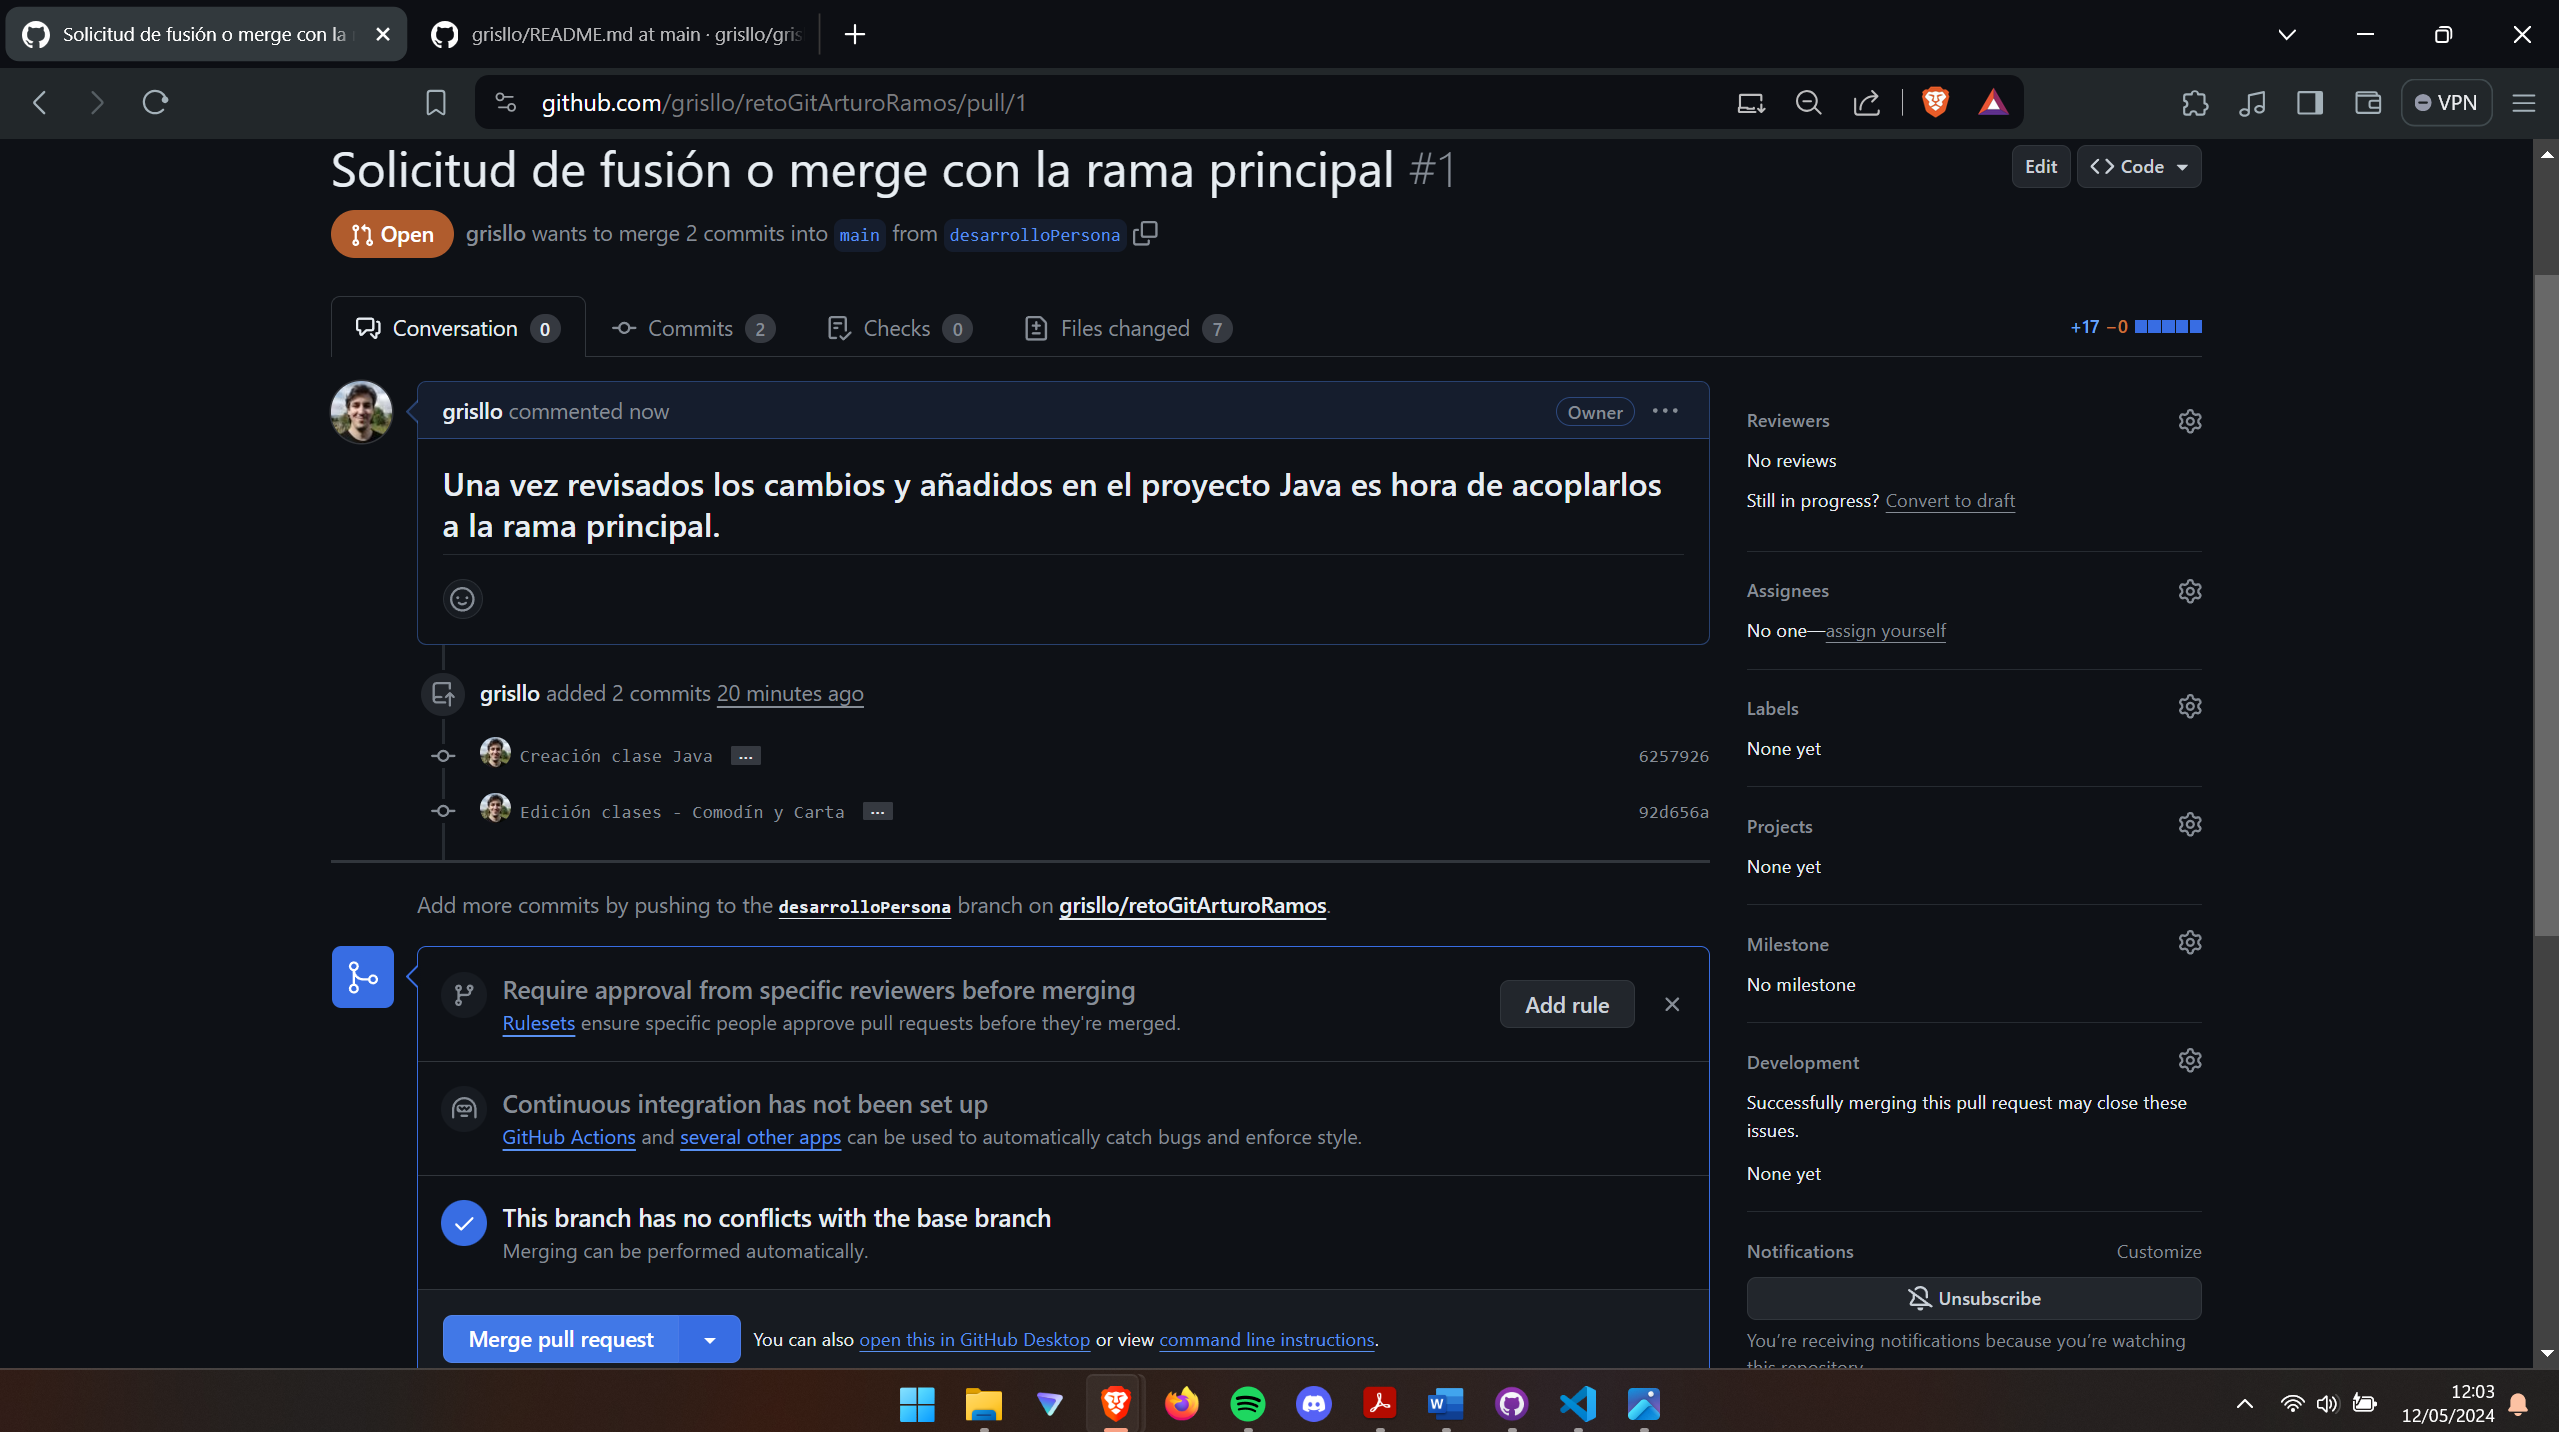 Solicitud de fusión o merge con la
grisllo/README.md at main · grisllo/gris
github.com/grisllo/retoGitArturoRamos/pull/1
VPN
Solicitud de fusión o merge con la rama principal #1
Edit
Code
Open
grisllo wants to merge 2 commits into main from desarrolloPersona
Conversation 0
Commits 2
Checks 0
Files changed 7
+17 −0
grisllo commented now
Owner
Una vez revisados los cambios y añadidos en el proyecto Java es hora de acoplarlos
a la rama principal.
grisllo added 2 commits 20 minutes ago
Creación clase Java ...
6257926
Edición clases - Comodín y Carta ...
92d656a
Add more commits by pushing to the desarrolloPersona branch on grisllo/retoGitArturoRamos.
Require approval from specific reviewers before merging
Rulesets ensure specific people approve pull requests before they're merged.
Add rule
Continuous integration has not been set up
GitHub Actions and several other apps can be used to automatically catch bugs and enforce style.
This branch has no conflicts with the base branch
Merging can be performed automatically.
Merge pull request
You can also open this in GitHub Desktop or view command line instructions.
Reviewers
No reviews
Still in progress? Convert to draft
Assignees
No one—assign yourself
Labels
None yet
Projects
None yet
Milestone
No milestone
Development
Successfully merging this pull request may close these
issues.
None yet
Notifications
Customize
Unsubscribe
You're receiving notifications because you're watching
this repository.
12:03
12/05/2024